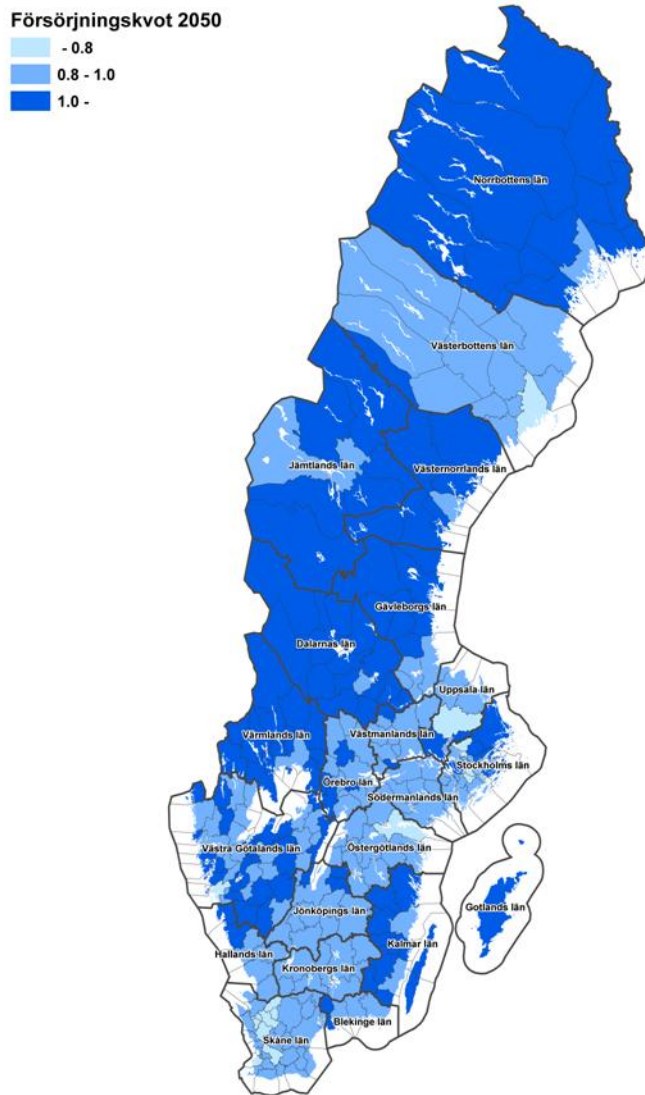 Försörjningskvot 2050
- 0.8
0.8 - 1.0
1.0 -
Norrbottens län
Västerbottens län
Jämtlands län
Västernorrlands län
Gävleborgs län
Dalarnas län
Uppsala län
Värmlands län
Västmanlands län
Stockholms län
Örebro län
Södermanlands län
Västra Götalands län
Östergötlands län
Jönköpings län
Gotlands län
Hallands län
Kalmar län
Kronobergs län
Blekinge län
Skåne län